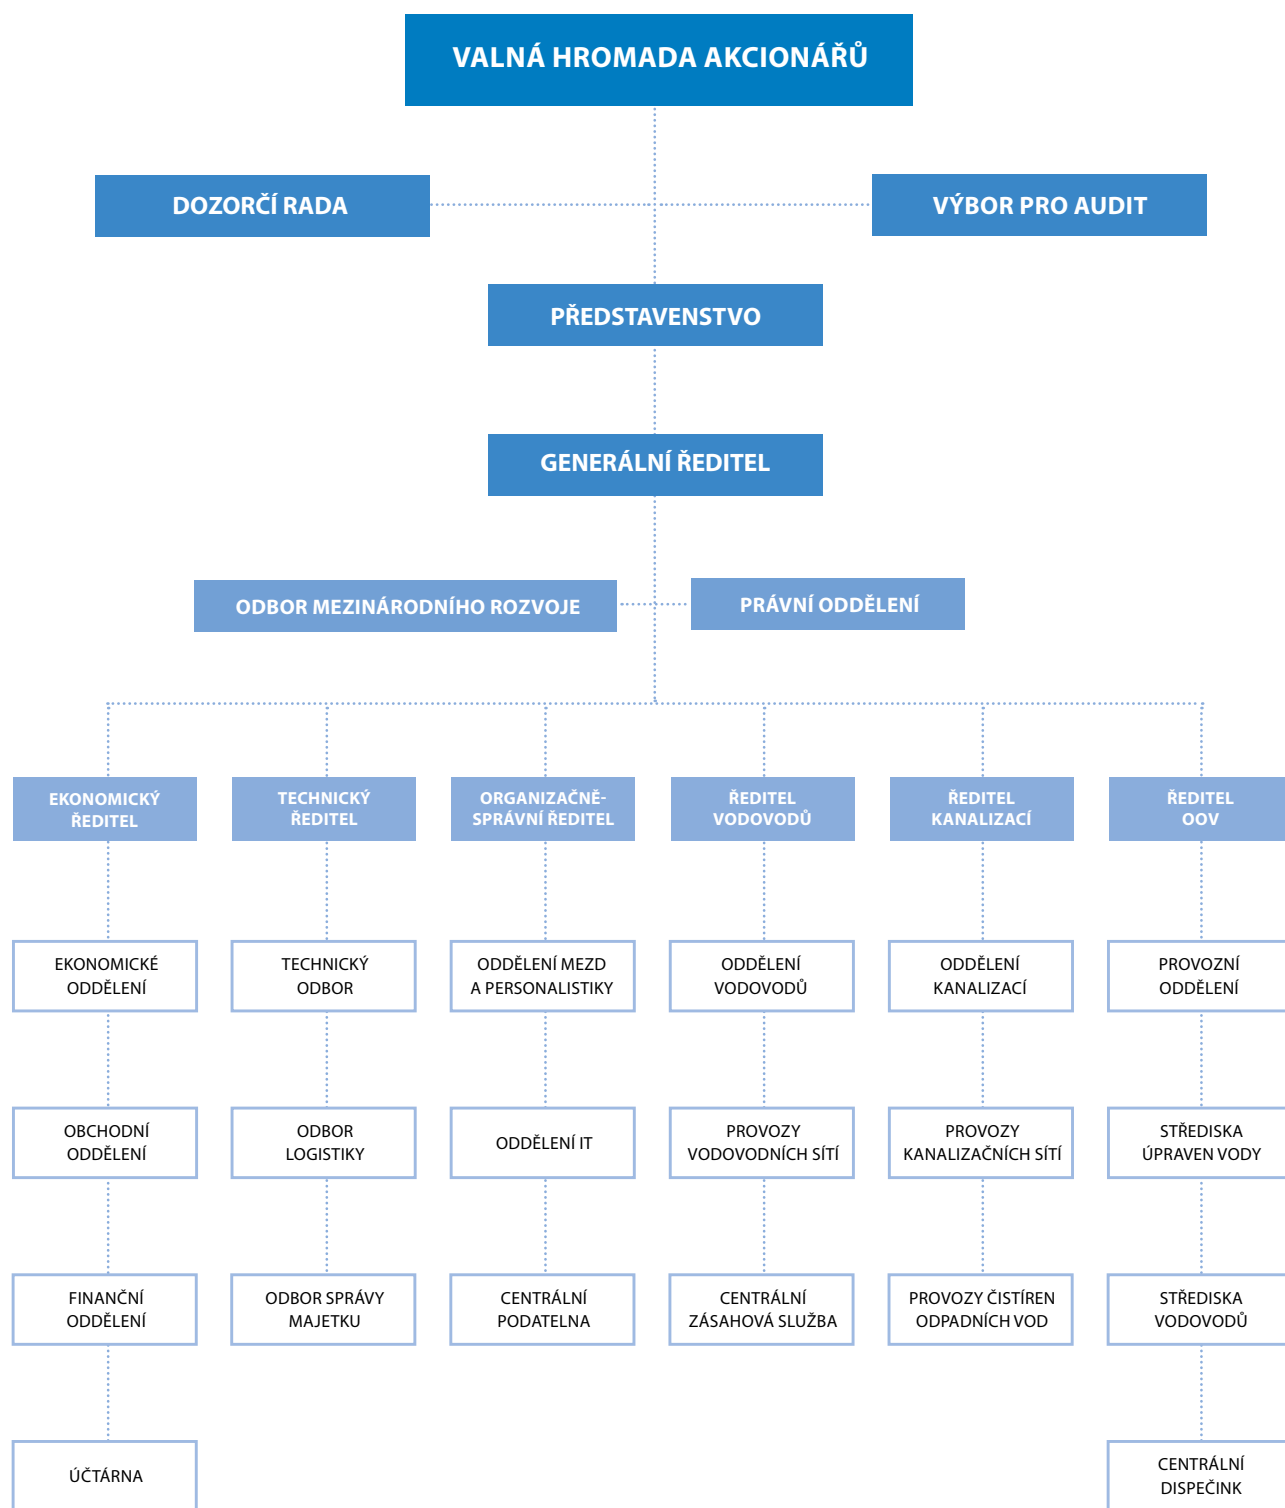 VALNÁ HROMADA AKCIONÁŘŮ
DOZORČÍ RADA
VÝBOR PRO AUDIT
PŘEDSTAVENSTVO
GENERÁLNÍ ŘEDITEL
ODBOR MEZINÁRODNÍHO ROZVOJE
PRÁVNÍ ODDĚLENÍ
EKONOMICKÝ
ŘEDITEL
TECHNICKÝ
ŘEDITEL
ORGANIZAČNĚ-
SPRÁVNÍ ŘEDITEL
ŘEDITEL
VODOVODŮ
ŘEDITEL
KANALIZACÍ
ŘEDITEL
OOV
EKONOMICKÉ
ODDĚLENÍ
TECHNICKÝ
ODBOR
ODDĚLENÍ MEZD
A PERSONALISTIKY
ODDĚLENÍ
VODOVODŮ
ODDĚLENÍ
KANALIZACÍ
PROVOZNÍ
ODDĚLENÍ
OBCHODNÍ
ODDĚLENÍ
ODBOR
LOGISTIKY
ODDĚLENÍ IT
PROVOZY
VODOVODNÍCH SÍTÍ
PROVOZY
KANALIZAČNÍCH SÍTÍ
STŘEDISKA
ÚPRAVEN VODY
FINANČNÍ
ODDĚLENÍ
ODBOR SPRÁVY
MAJETKU
CENTRÁLNÍ
PODATELNA
CENTRÁLNÍ
ZÁSAHOVÁ SLUŽBA
PROVOZY ČISTÍREN
ODPADNÍCH VOD
STŘEDISKA
VODOVODŮ
ÚČTÁRNA
CENTRÁLNÍ
DISPEČINK